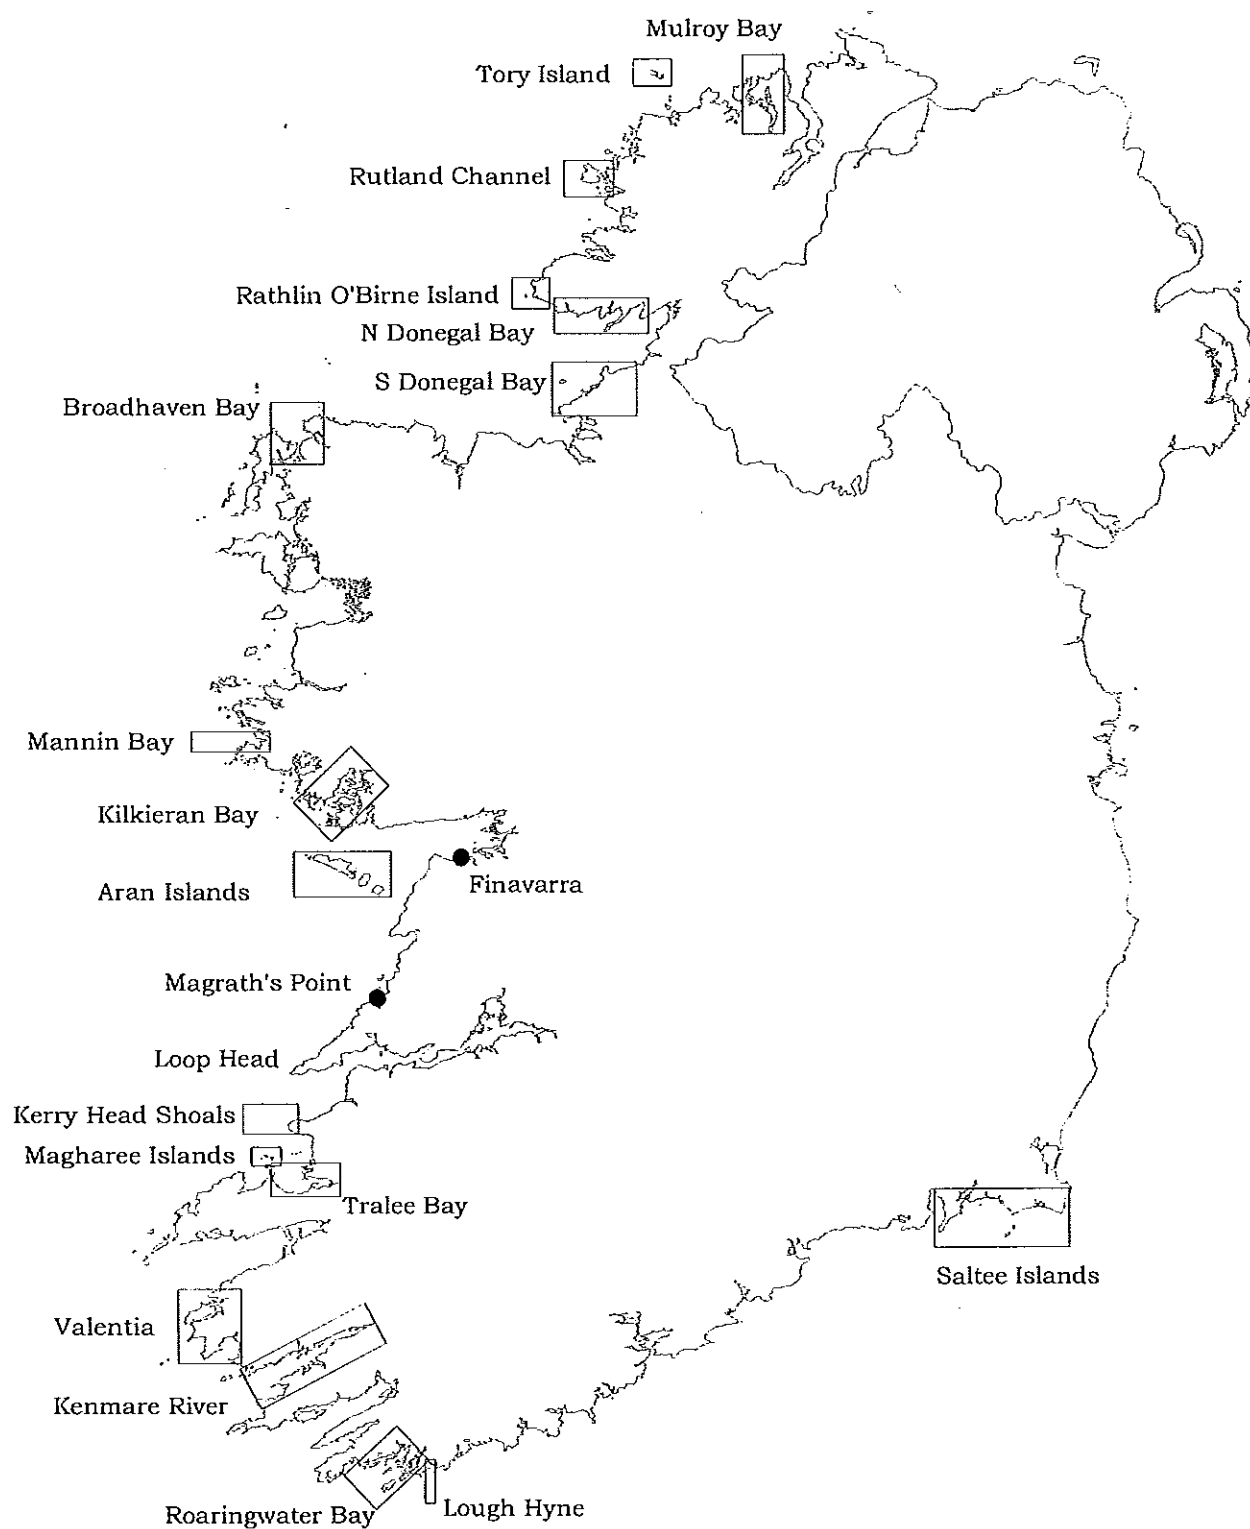 Mulroy Bay
Tory Island
Rutland Channel
Rathlin O'Birne Island
N Donegal Bay
S Donegal Bay
Broadhaven Bay
Mannin Bay
Kilkieran Bay
Aran Islands
Finavarra
Magrath's Point
Loop Head
Kerry Head Shoals
Magharee Islands
Tralee Bay
Saltee Islands
Valentia
Kenmare River
Roaringwater Bay
Lough Hyne